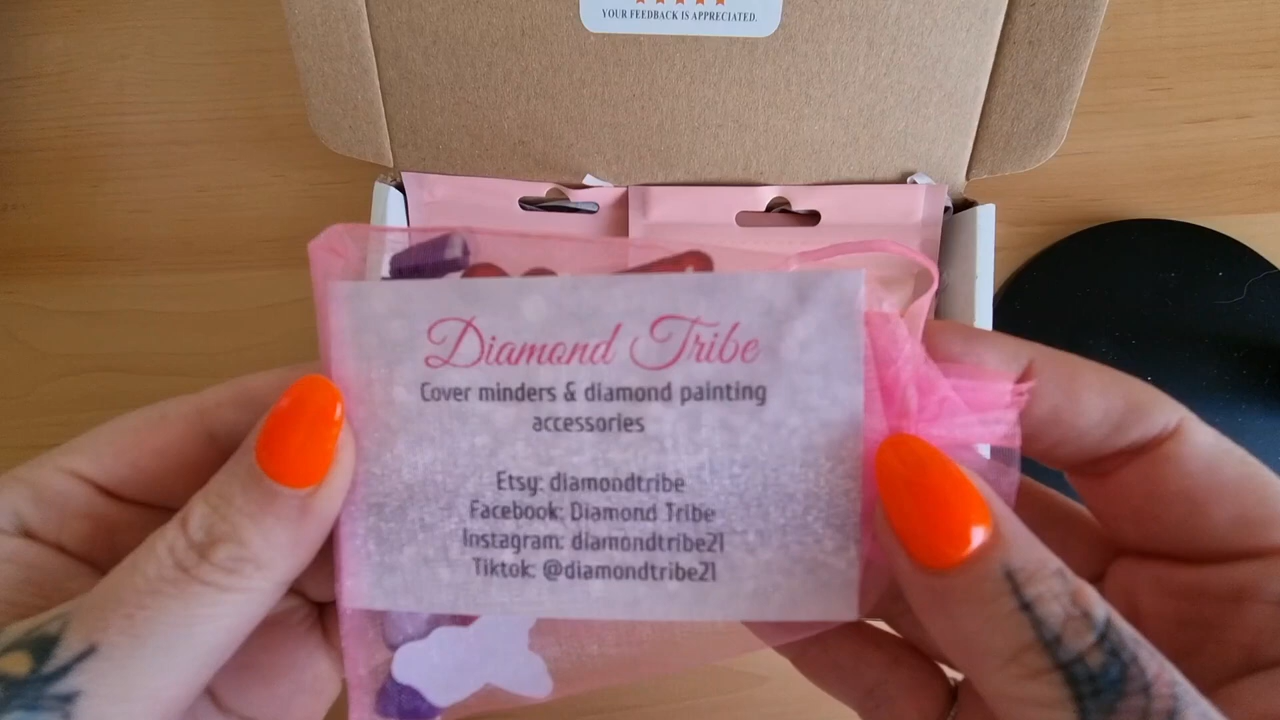 YOUR FEEDBACK IS APPRECIATED.
Diamond Tribe
Cover minders & diamond painting
accessories
Etsy: diamondtribe
Facebook: Diamond Tribe
Instagram: diamondtribe21
Tiktok: @diamondtribe21